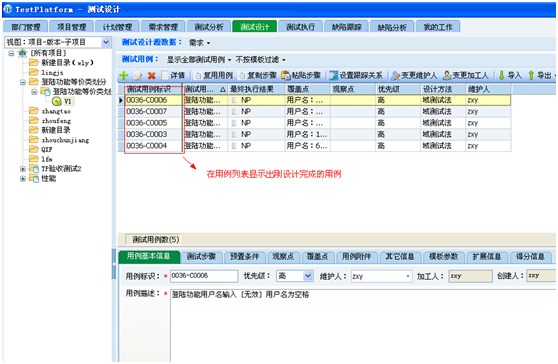 TestPlatform - 测试设计
部门管理 项目管理 计划管理 需求管理 测试分析 测试设计 测试执行 缺陷跟踪 缺陷分析 我的工作
视图：项目-版本-子项目
[所有项目]
新建目录(wly)
lingjs
登陆功能等价类划分
登陆功能等价类划
V1
zhangtao
zhoufeng
新建目录
zhouchunjiang
QIF
lfm
TP验收测试2
性能
测试设计跟数据： 需求
测试用例： 显示全部测试用例 不按模板过滤
详情 复用用例 复制步骤 粘贴步骤 设置跟踪关系 变更维护人 变更加工人 导入 导出
测试用例标识 测试用... 最终执行结果 覆盖点 观察点 优先级 设计方法 维护人
0036-C0006 登陆功能... NP 用户名：... 高 域测试法 zxy
0036-C0007 登陆功能... NP 用户名：... 高 域测试法 zxy
0036-C0005 登陆功能... NP 用户名：... 高 域测试法 zxy
0036-C0003 登陆功能... NP 用户名：1... 高 域测试法 zxy
0036-C0004 登陆功能... NP 用户名：6... 高 域测试法 zxy
在用例列表显示出刚设计完成的用例
测试用例数(5)
用例基本信息 测试步骤 预置条件 观察点 覆盖点 用例附件 其它信息 模板参数 扩展信息 得分信息
用例标识： * 0036-C0006 优先级： 高 维护人： zxy 加工人： zxy 创建人： zxy
用例描述： * 登陆功能用户名输入 [无效] 用户名为空格